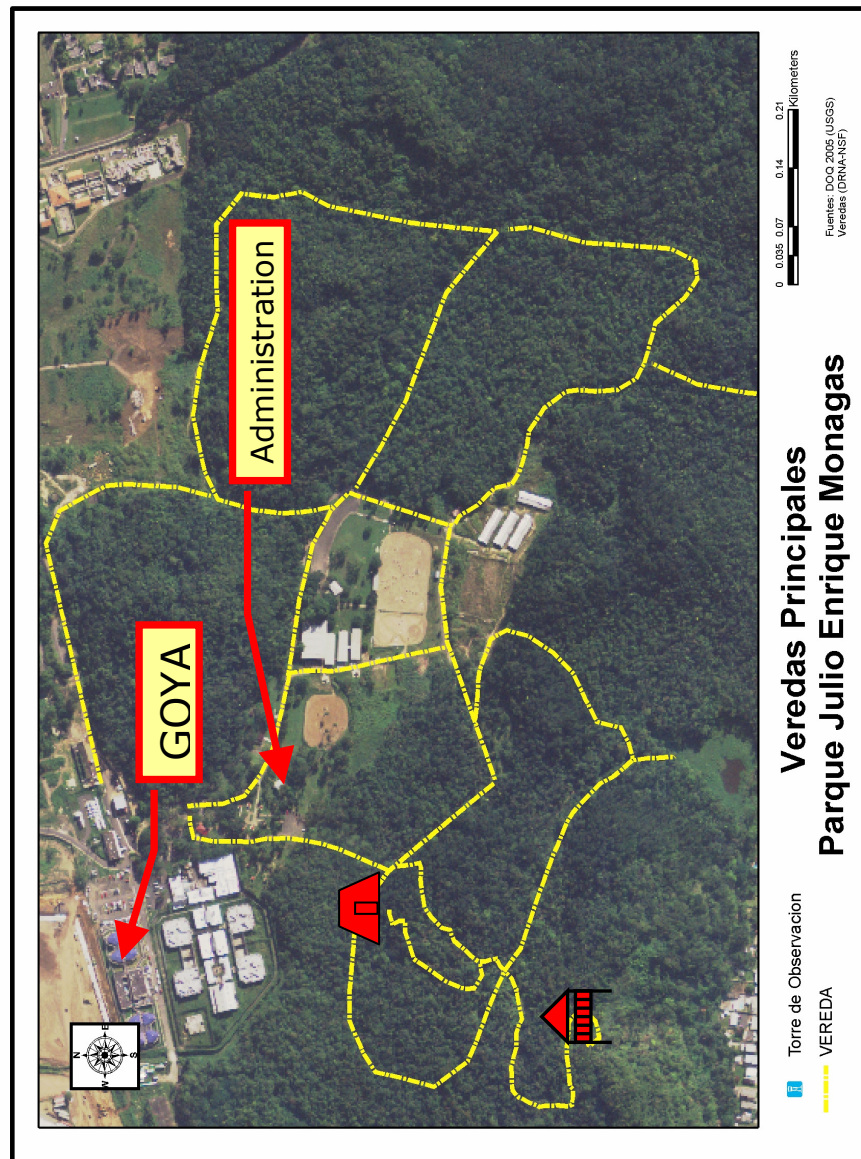 GOYA
Administration
N
W E
S
Veredas Principales
Parque Julio Enrique Monagas
Torre de Observacion
VEREDA
0 0.035 0.07 0.14 0.21
Kilometers
Fuentes: DOQ 2005 (USGS)
Veredas (DRNA-NSF)